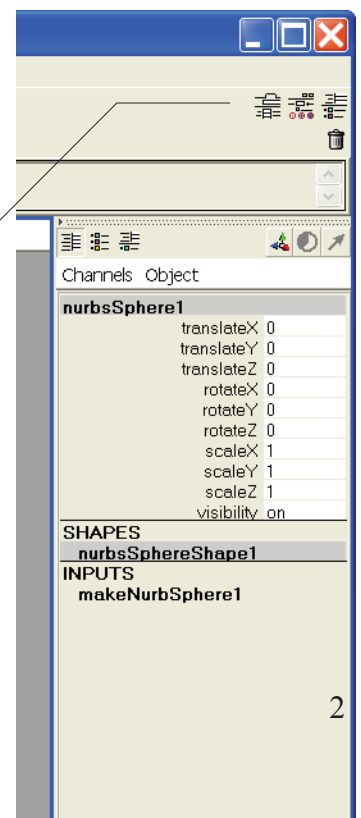 Channels Object
nurbsSphere1
translateX 0
translateY 0
translateZ 0
rotateX 0
rotateY 0
rotateZ 0
scaleX 1
scaleY 1
scaleZ 1
visibility on
SHAPES
nurbsSphereShape1
INPUTS
makeNurbSphere1
2